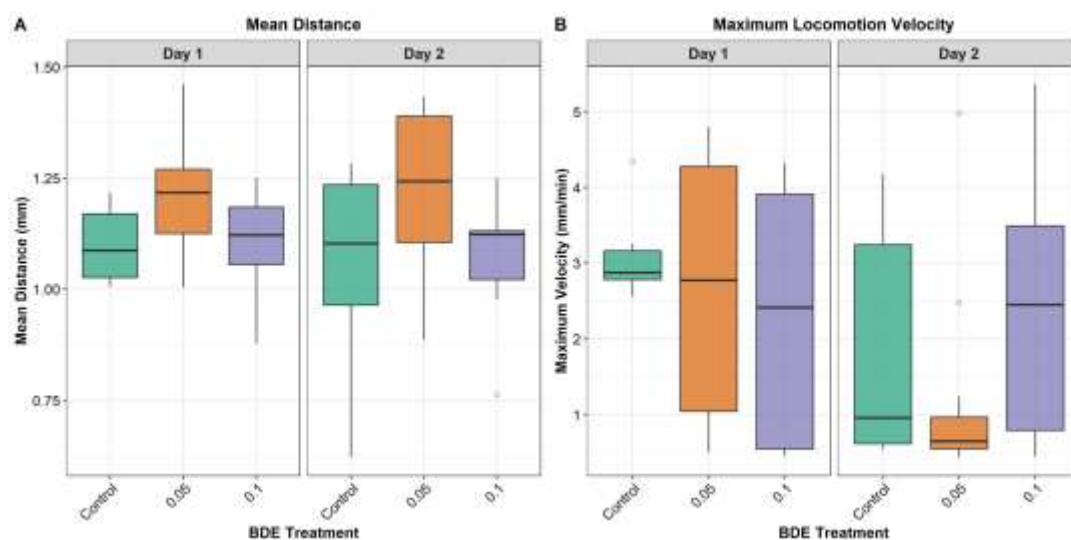 A
Mean Distance
Day 1
Day 2
1.50
1.25
1.00
0.75
Mean Distance (mm)
Control
0.05
0.1
Control
0.05
0.1
BDE Treatment
B
Maximum Locomotion Velocity
Day 1
Day 2
5
4
3
2
1
Maximum Velocity (mm/min)
Control
0.05
0.1
Control
0.05
0.1
BDE Treatment